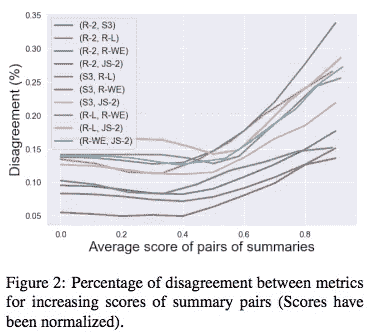 0.35
0.30
0.25
0.20
0.15
0.10
0.05
Disagreement (%)
(R-2, S3)
(R-2, R-L)
(R-2, R-WE)
(R-2, JS-2)
(S3, R-L)
(S3, R-WE)
(S3, JS-2)
(R-L, R-WE)
(R-L, JS-2)
(R-WE, JS-2)
0.0 0.2 0.4 0.6 0.8
Average score of pairs of summaries
Figure 2: Percentage of disagreement between metrics
for increasing scores of summary pairs (Scores have
been normalized).